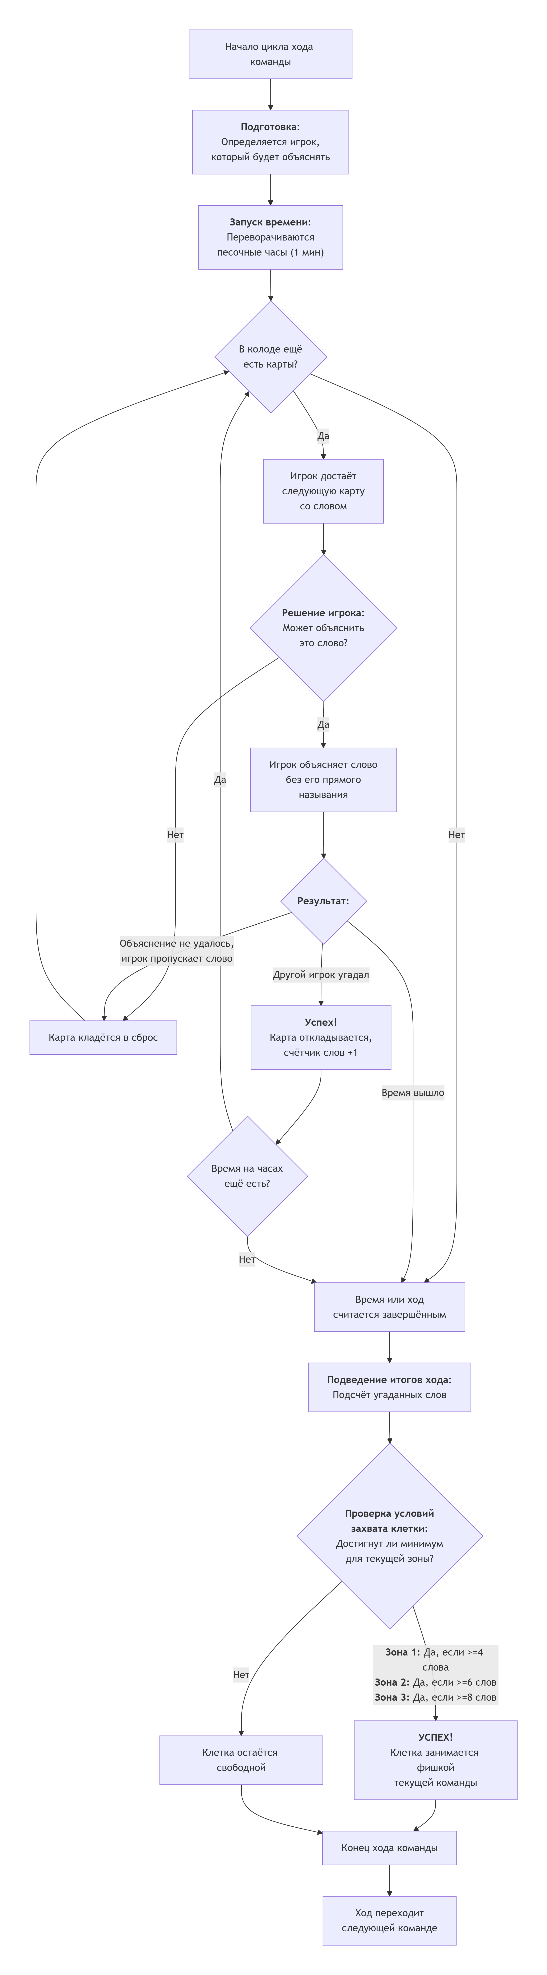 Начало цикла хода
команды
Подготовка:
Определяется игрок,
который будет объяснять
Запуск времени:
Переворачиваются
песочные часы (1 мин)
В колоде ещё
есть карты?
Да
Игрок достаёт
следующую карту
со словом
Решение игрока:
Может объяснить
это слово?
Да
Игрок объясняет слово
без его прямого
называния
Да
Нет
Нет
Результат:
Объяснение не удалось,
игрок пропускает слово
Другой игрок угадал
Карта кладётся в сброс
Успех!
Карта откладывается,
счётчик слов +1
Время вышло
Время на часах
ещё есть?
Нет
Время или ход
считается завершённым
Подведение итогов хода:
Подсчёт угаданных слов
Проверка условий
захвата клетки:
Достигнут ли минимум
для текущей зоны?
Нет
Зона 1: Да, если >=4
слова
Зона 2: Да, если >=6 слов
Зона 3: Да, если >=8 слов
Клетка остаётся
свободной
УСПЕХ!
Клетка занимается
фишкой
текущей команды
Конец хода команды
Ход переходит
следующей команде